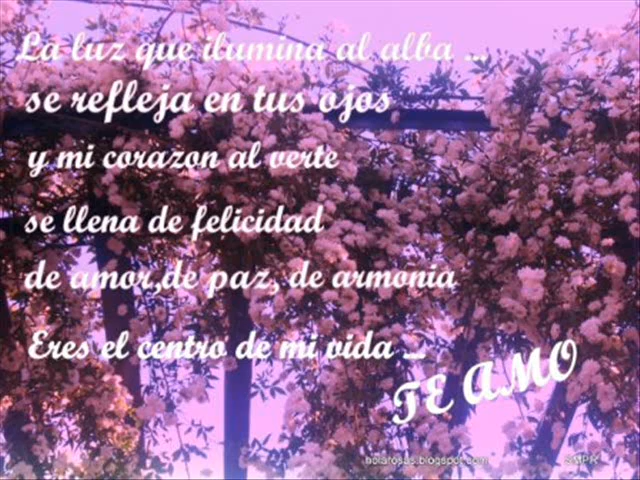 La luz que ilumina al alba ...
se refleja en tus ojos
y mi corazon al verte
se llena de felicidad
de amor,de paz, de armonia
Eres el centro de mi vida ...
TE AMO
holarosas.blogspot.com